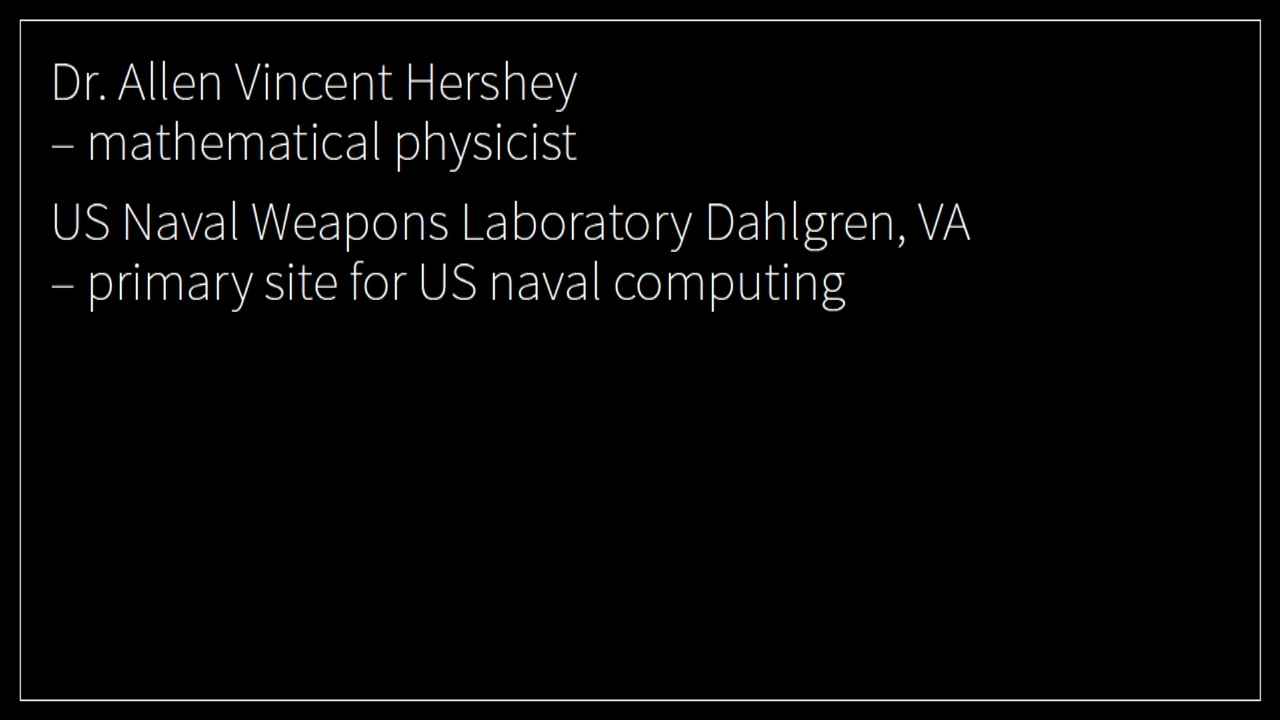 Dr. Allen Vincent Hershey
– mathematical physicist
US Naval Weapons Laboratory Dahlgren, VA
– primary site for US naval computing